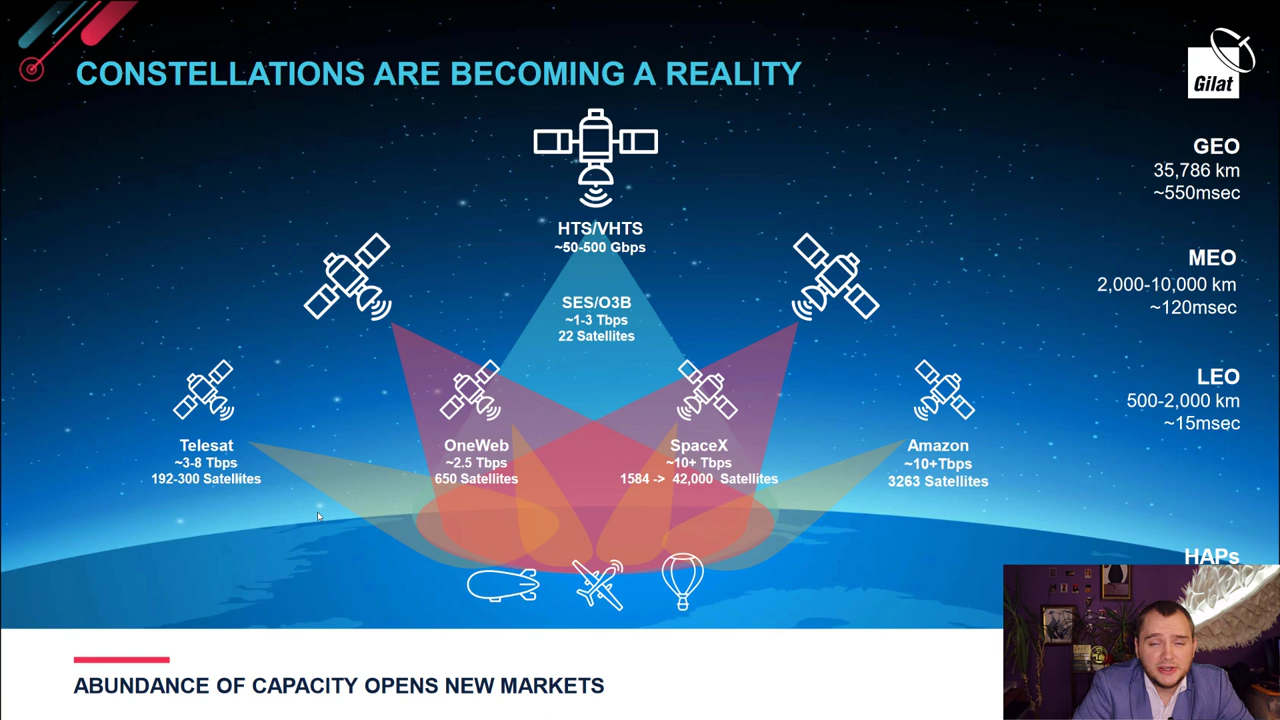 CONSTELLATIONS ARE BECOMING A REALITY
Gilat
GEO
35,786 km
~550msec
HTS/VHTS
~50-500 Gbps
MEO
2,000-10,000 km
~120msec
SES/O3B
~1-3 Tbps
22 Satellites
LEO
500-2,000 km
~15msec
Telesat
~3-8 Tbps
192-300 Satellites
OneWeb
~2.5 Tbps
650 Satellites
SpaceX
~10+ Tbps
1584 -> 42,000 Satellites
Amazon
~10+Tbps
3263 Satellites
HAPs
ABUNDANCE OF CAPACITY OPENS NEW MARKETS